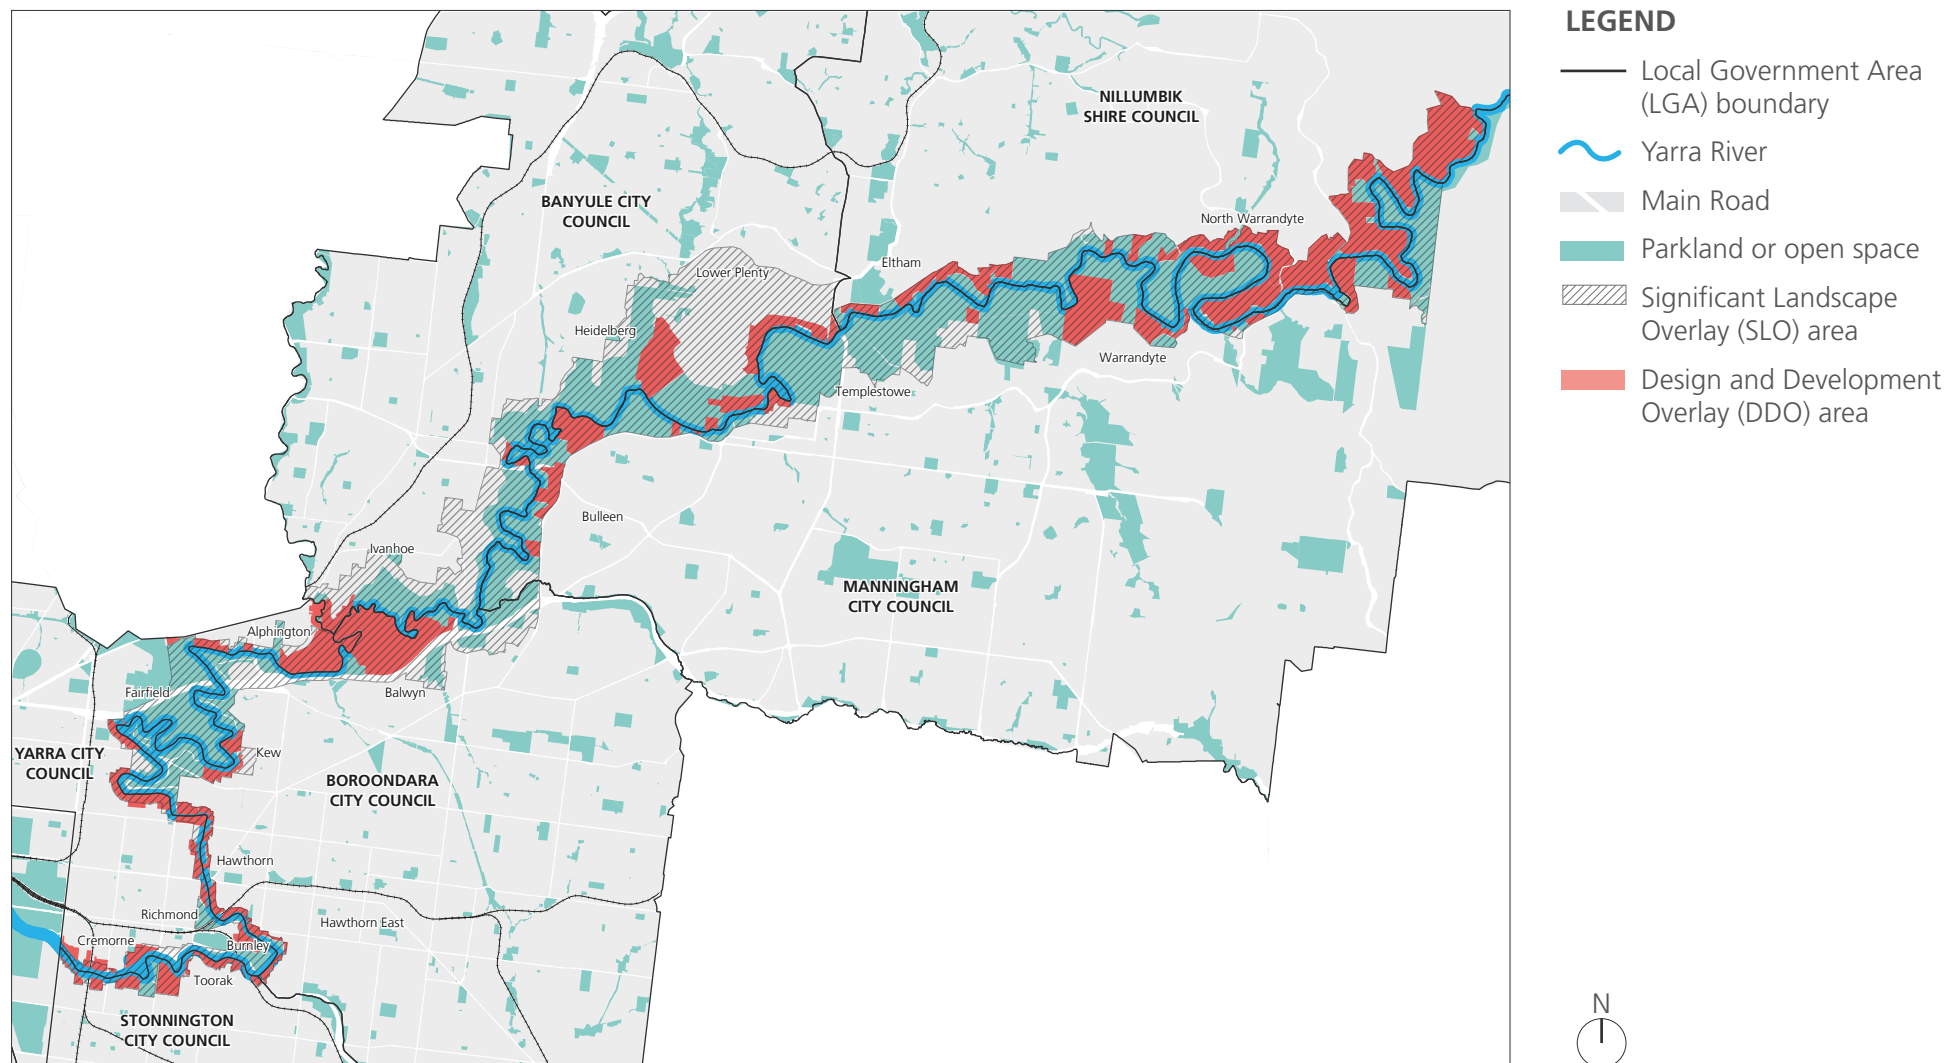 LEGEND
Local Government Area
(LGA) boundary
Yarra River
Main Road
Parkland or open space
Significant Landscape
Overlay (SLO) area
Design and Development
Overlay (DDO) area
N
NILLUMBIK
SHIRE COUNCIL
BANYULE CITY
COUNCIL
North Warrandyte
Eltham
Lower Plenty
Heidelberg
Warrandyte
Templestowe
Bulleen
Ivanhoe
MANNINGHAM
CITY COUNCIL
Alphington
Balwyn
Fairfield
YARRA CITY
COUNCIL
Kew
BOROONDARA
CITY COUNCIL
Hawthorn
Richmond
Hawthorn East
Cremorne
Burnley
Toorak
STONNINGTON
CITY COUNCIL